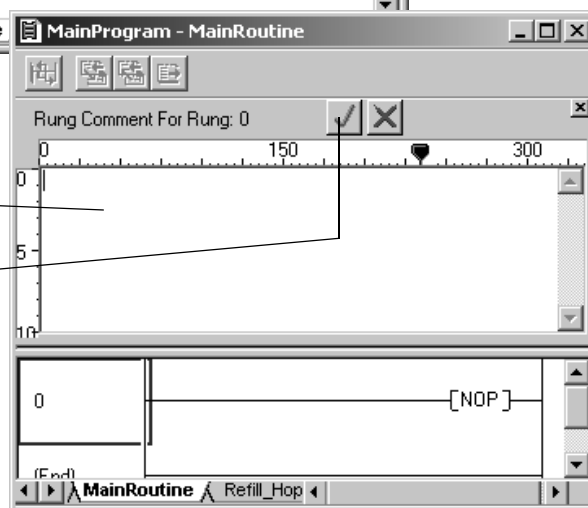 e
MainProgram - MainRoutine
Rung Comment For Rung: 0
0 150 300
0
5
10
0
[NOP]
(End)
MainRoutine Refill_Hop